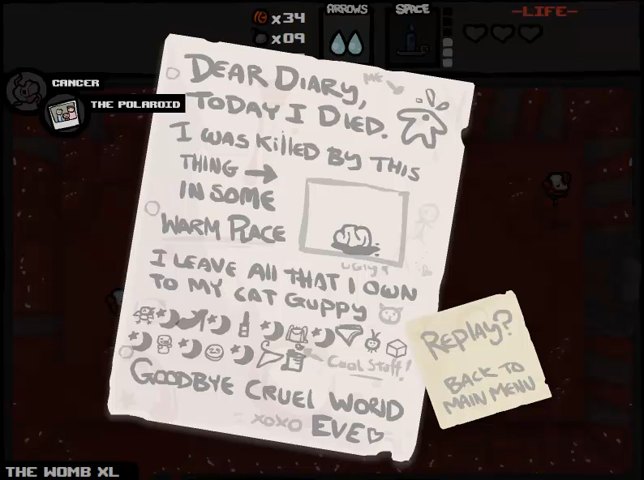 x34
x09
ARROWS
SPACE
-LIFE-
CANCER
THE POLAROID
DEAR DIARY,
ME
TODAY I DIED.
I WAS KILLED BY THIS
THING →
IN SOME
WARM PLACE
UGLY
I LEAVE ALL THAT I OWN
TO MY CAT GUPPY
COOL STUFF!
GOODBYE CRUEL WORLD
XOXO EVE
REPLAY?
BACK TO
MAIN MENU
THE WOMB XL